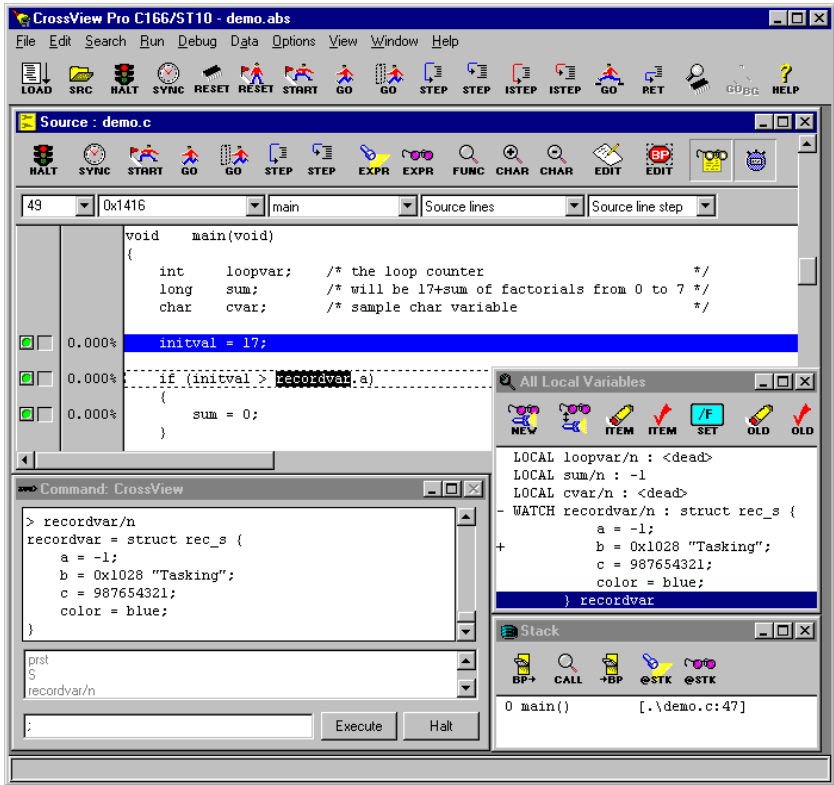 CrossView Pro C166/ST10 - demo.abs
File Edit Search Run Debug Data Options View Window Help
LOAD SRC HALT SYNC RESET RESET START GO GO STEP STEP ISTEP ISTEP GO RET GO BG HELP
Source : demo.c
HALT SYNC START GO GO STEP STEP EXPR EXPR FUNC CHAR CHAR EDIT BP EDIT
49 0x1416 main Source lines Source line step
void main(void)
{
int loopvar; /* the loop counter */
long sum; /* will be 17+sum of factorials from 0 to 7 */
char cvar; /* sample char variable */
0.000% initval = 17;
0.000% if (initval > recordvar.a)
{
0.000% sum = 0;
}
All Local Variables
NEW ITEM ITEM /F SET OLD OLD
LOCAL loopvar/n : <dead>
LOCAL sum/n : -1
LOCAL cvar/n : <dead>
- WATCH recordvar/n : struct rec_s {
a = -1;
+ b = 0x1028 "Tasking";
c = 987654321;
color = blue;
} recordvar
Command: CrossView
> recordvar/n
recordvar = struct rec_s {
a = -1;
b = 0x1028 "Tasking";
c = 987654321;
color = blue;
}
prst
S
recordvar/n
; Execute Halt
Stack
BP→ CALL →BP @STK @STK
0 main() [.\demo.c:47]